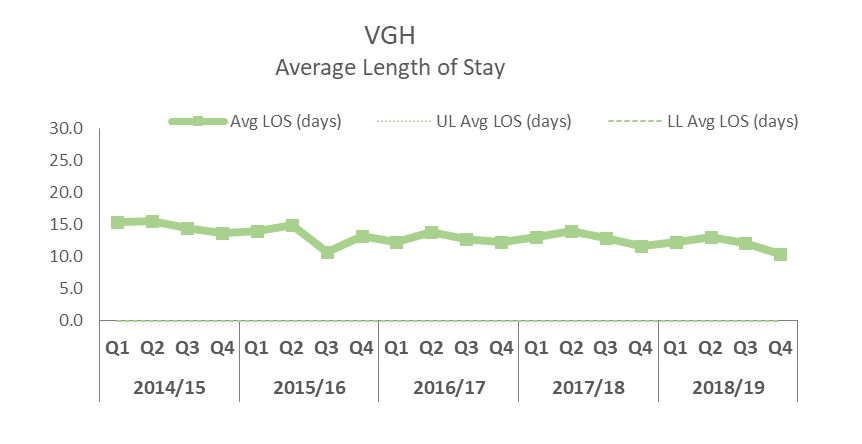 VGH
Average Length of Stay
Avg LOS (days) UL Avg LOS (days) LL Avg LOS (days)
30.0
25.0
20.0
15.0
10.0
5.0
0.0
Q1 Q2 Q3 Q4 Q1 Q2 Q3 Q4 Q1 Q2 Q3 Q4 Q1 Q2 Q3 Q4 Q1 Q2 Q3 Q4
2014/15 2015/16 2016/17 2017/18 2018/19